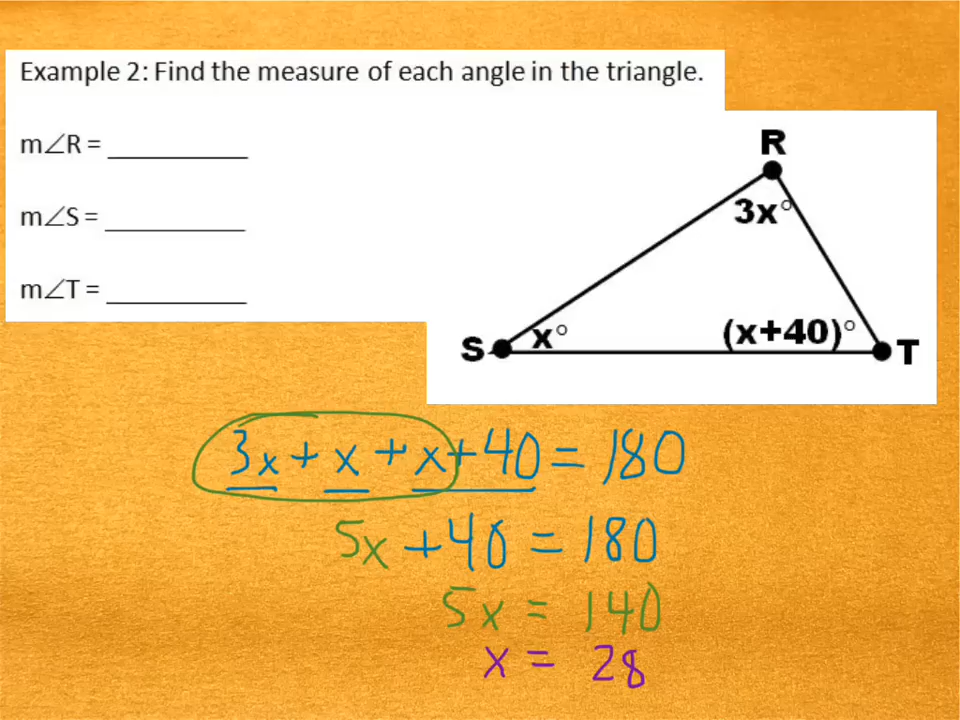 Example 2: Find the measure of each angle in the triangle.
m∠R = __________
m∠S = __________
m∠T = __________
R
3x°
S
x°
(x+40)°
T
3x + x + x + 40 = 180
5x + 40 = 180
5x = 140
x = 28